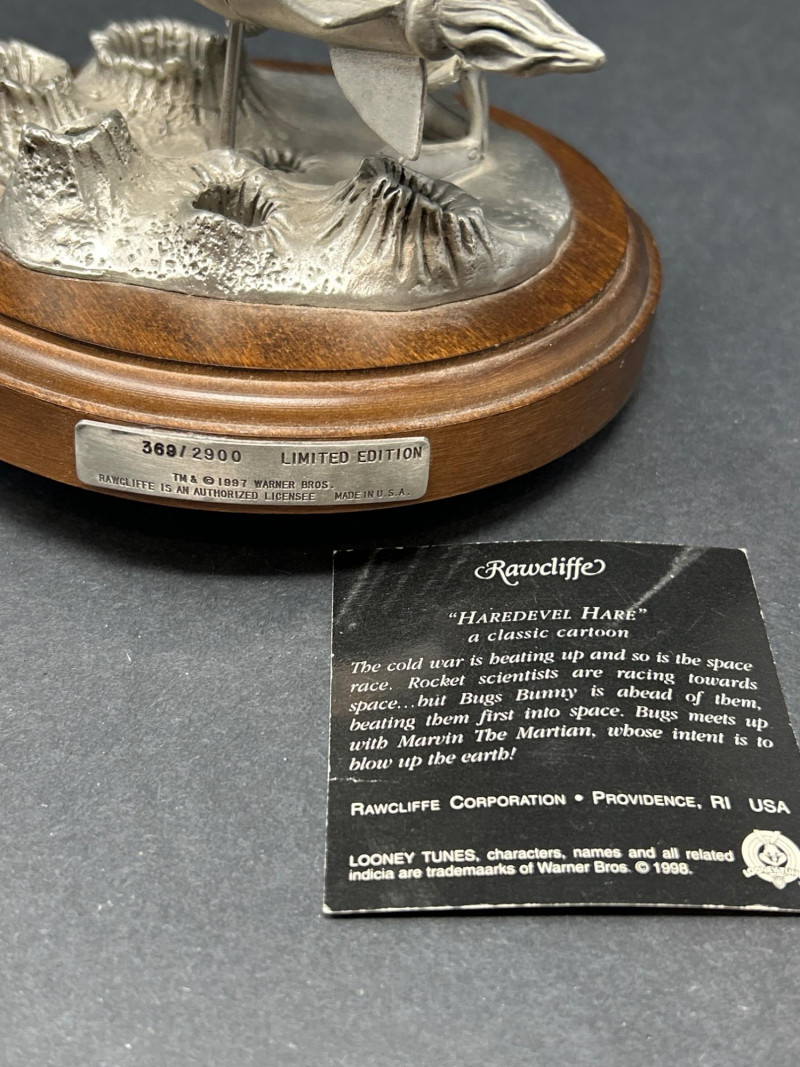 369/2900 LIMITED EDITION
TM & © 1997 WARNER BROS.
RAWCLIFFE IS AN AUTHORIZED LICENSEE MADE IN U.S.A.
Rawcliffe
"HAREDEVEL HARE"
a classic cartoon
The cold war is heating up and so is the space
race. Rocket scientists are racing towards
space...but Bugs Bunny is ahead of them,
beating them first into space. Bugs meets up
with Marvin The Martian, whose intent is to
blow up the earth!
RAWCLIFFE CORPORATION • PROVIDENCE, RI USA
LOONEY TUNES, characters, names and all related
indicia are trademaarks of Warner Bros. © 1998.